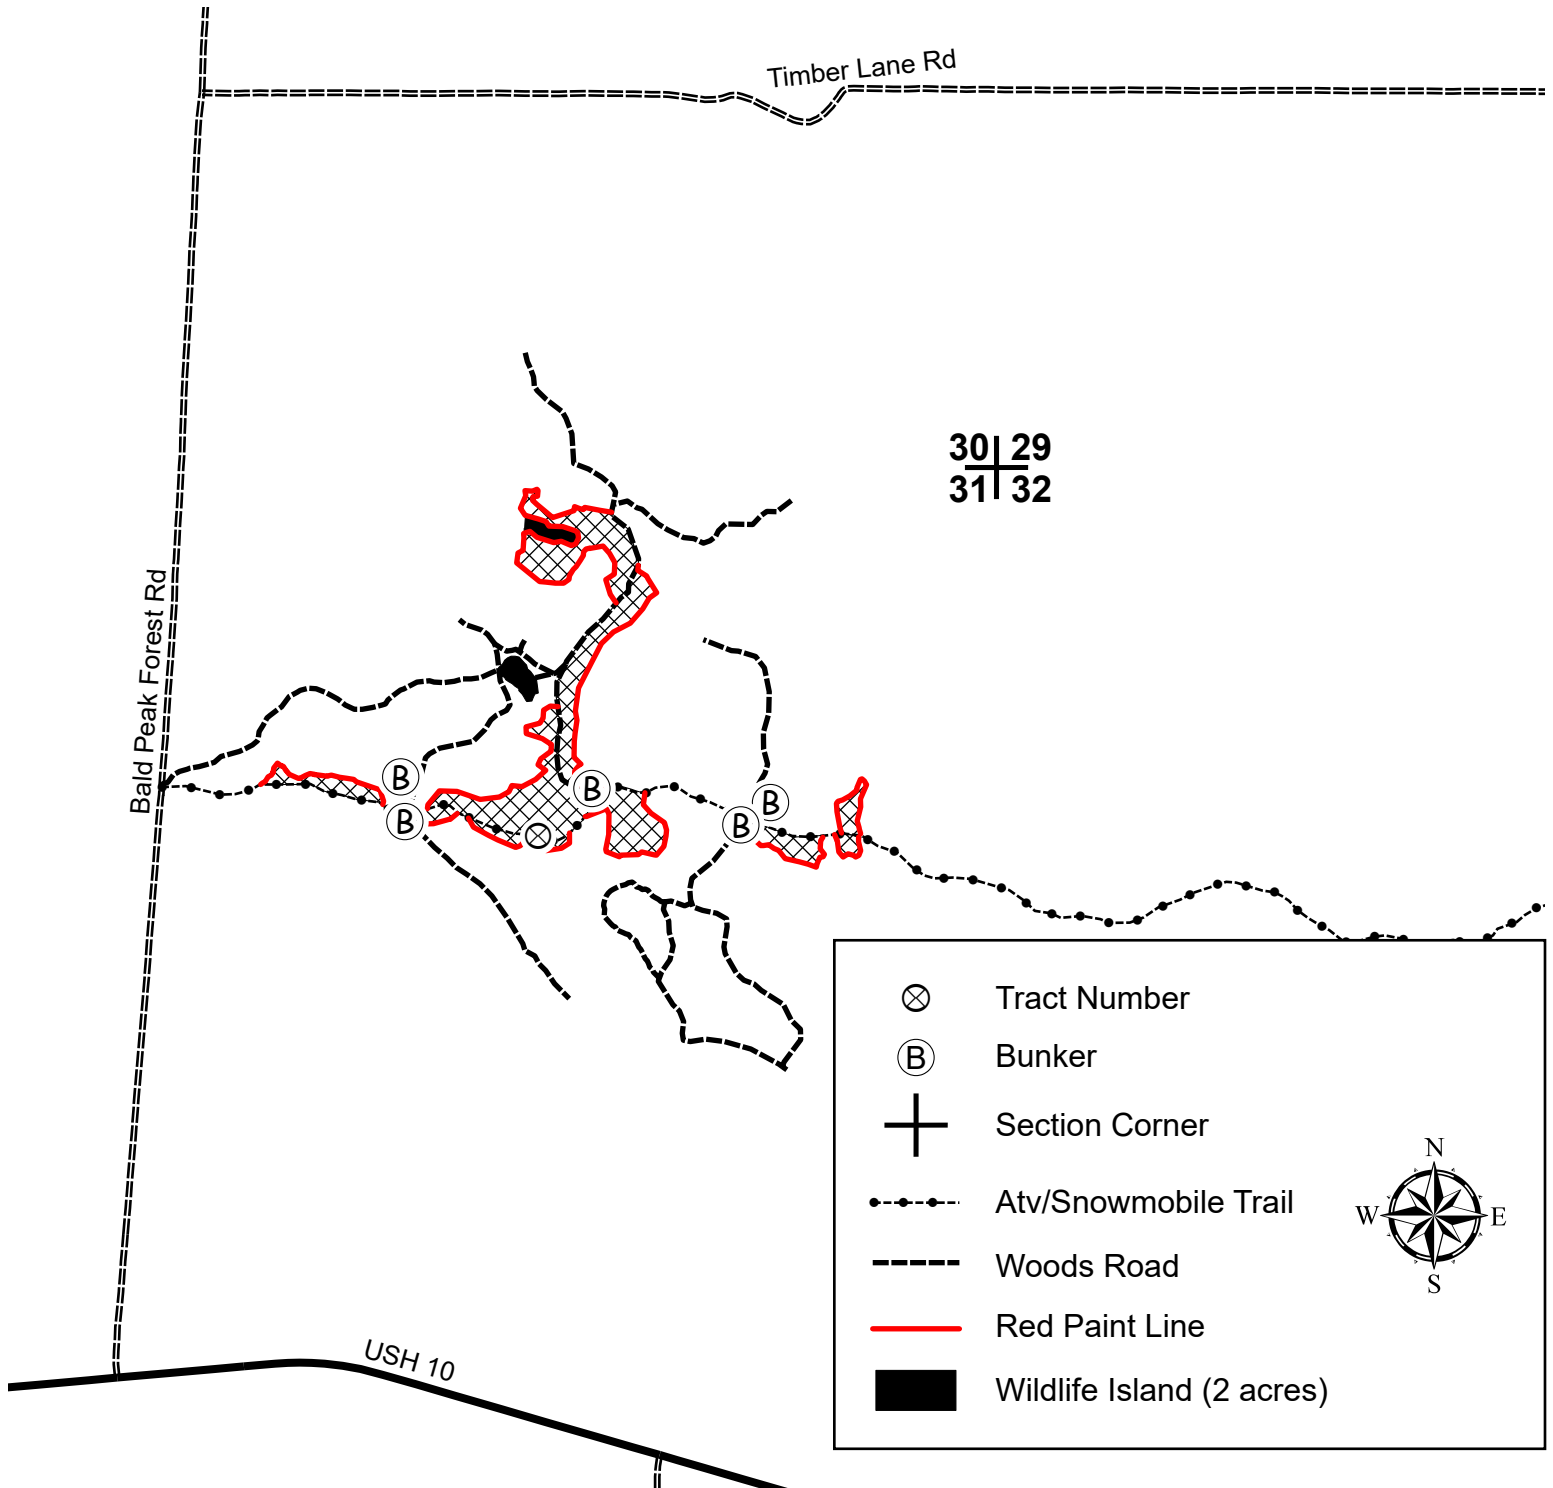 Timber Lane Rd
30 29
31 32
Bald Peak Forest Rd
B
B
B
B
B
USH 10
Tract Number
B Bunker
Section Corner
Atv/Snowmobile Trail
Woods Road
Red Paint Line
Wildlife Island (2 acres)
N
W E
S